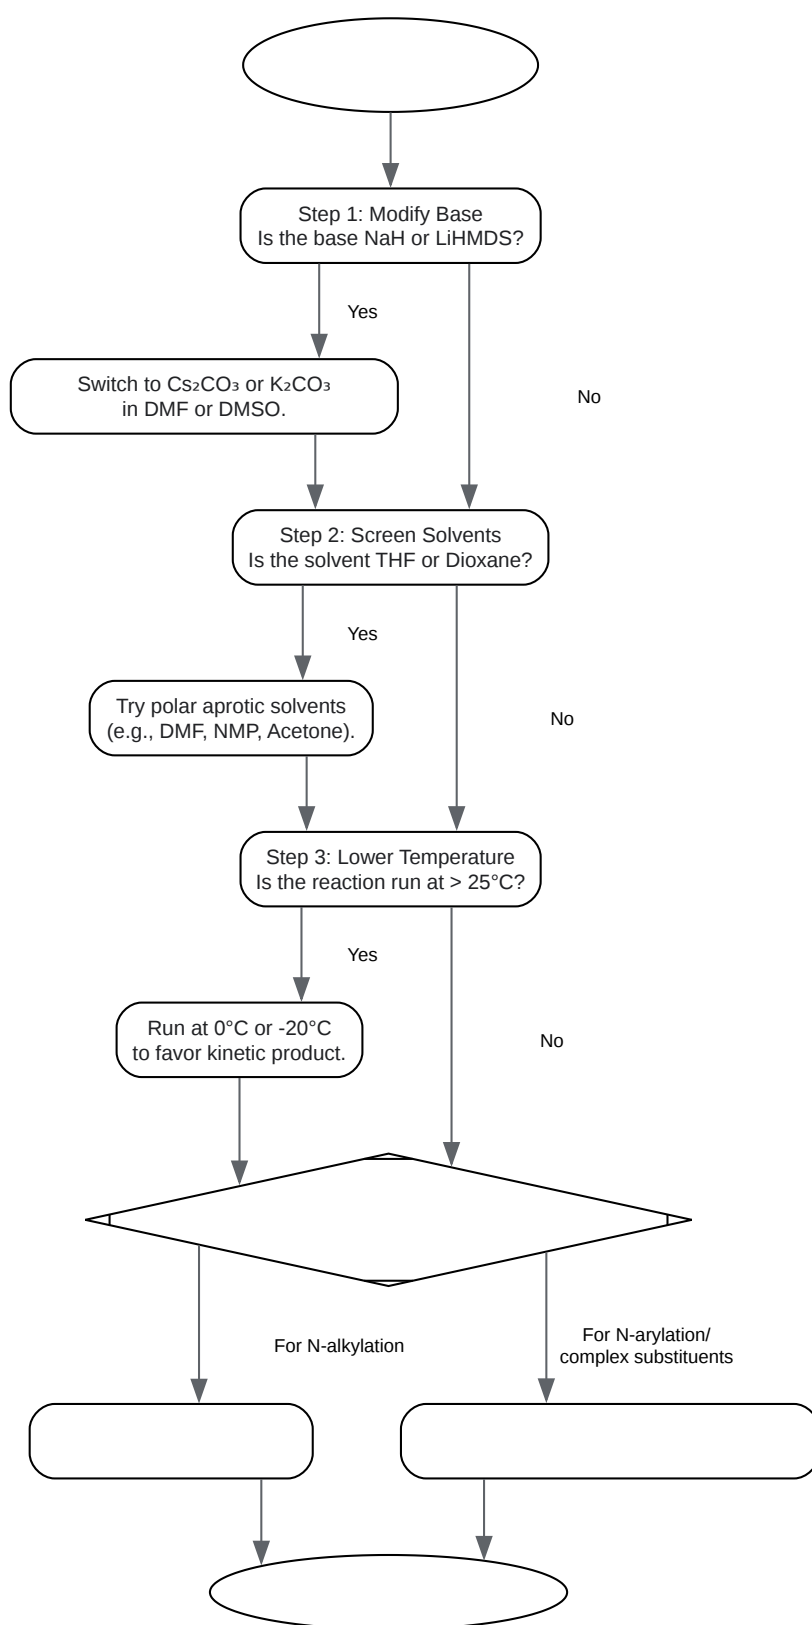 Step 1: Modify Base
Is the base NaH or LiHMDS?
Yes
Switch to Cs₂CO₃ or K₂CO₃
in DMF or DMSO.
No
Step 2: Screen Solvents
Is the solvent THF or Dioxane?
Yes
Try polar aprotic solvents
(e.g., DMF, NMP, Acetone).
No
Step 3: Lower Temperature
Is the reaction run at > 25°C?
Yes
Run at 0°C or -20°C
to favor kinetic product.
No
For N-alkylation
For N-arylation/
complex substituents